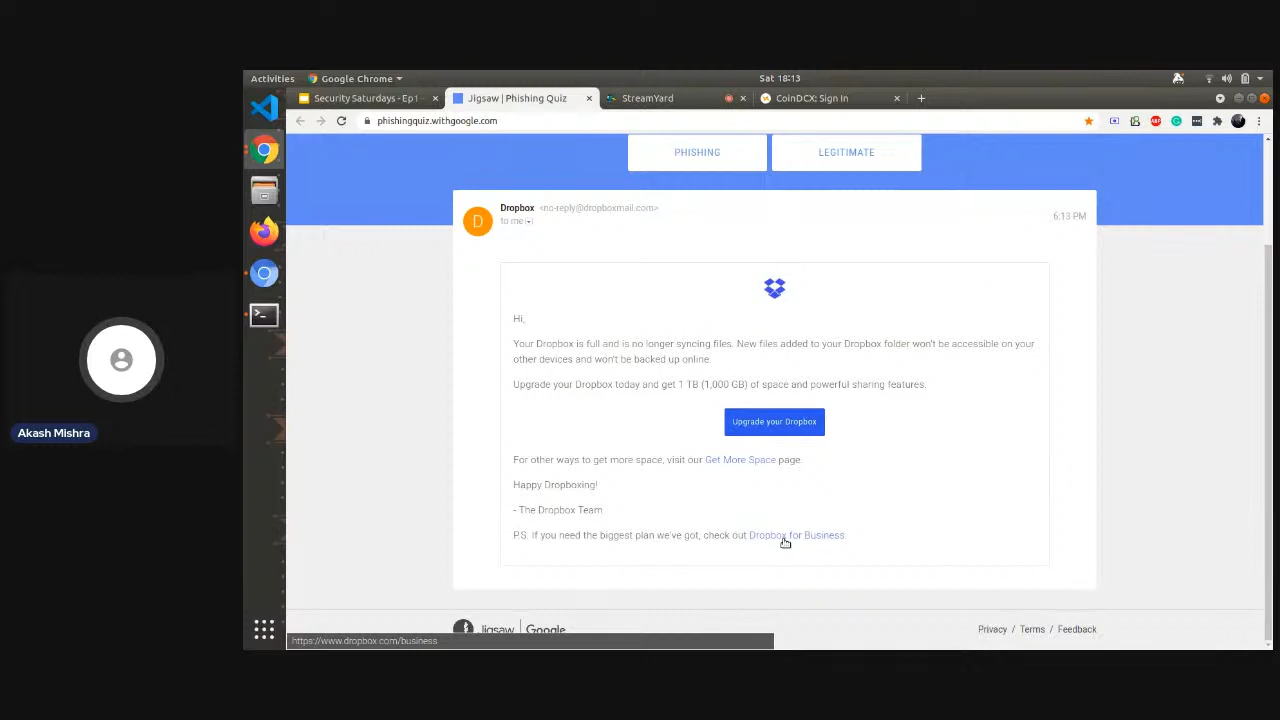 Activities
Google Chrome
Sat 18:13
Security Saturdays - Ep1
Jigsaw | Phishing Quiz
StreamYard
CoinDCX: Sign In
phishingquiz.withgoogle.com
PHISHING
LEGITIMATE
Dropbox <no-reply@dropboxmail.com>
to me
6:13 PM
D
Hi,
Your Dropbox is full and is no longer syncing files. New files added to your Dropbox folder won't be accessible on your
other devices and won't be backed up online.
Upgrade your Dropbox today and get 1 TB (1,000 GB) of space and powerful sharing features.
Upgrade your Dropbox
For other ways to get more space, visit our Get More Space page.
Happy Dropboxing!
- The Dropbox Team
P.S. If you need the biggest plan we've got, check out Dropbox for Business.
Akash Mishra
Jigsaw | Google
Privacy / Terms / Feedback
https://www.dropbox.com/business